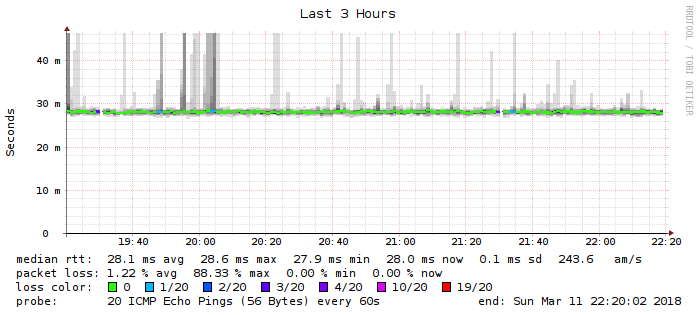 Last 3 Hours
RRDTOOL / TOBI OETIKER
Seconds
40 m
30 m
20 m
10 m
0
19:40 20:00 20:20 20:40 21:00 21:20 21:40 22:00 22:20
median rtt: 28.1 ms avg 28.6 ms max 27.9 ms min 28.0 ms now 0.1 ms sd 243.6 am/s
packet loss: 1.22 % avg 88.33 % max 0.00 % min 0.00 % now
loss color: 0 1/20 2/20 3/20 4/20 10/20 19/20
probe: 20 ICMP Echo Pings (56 Bytes) every 60s end: Sun Mar 11 22:20:02 2018